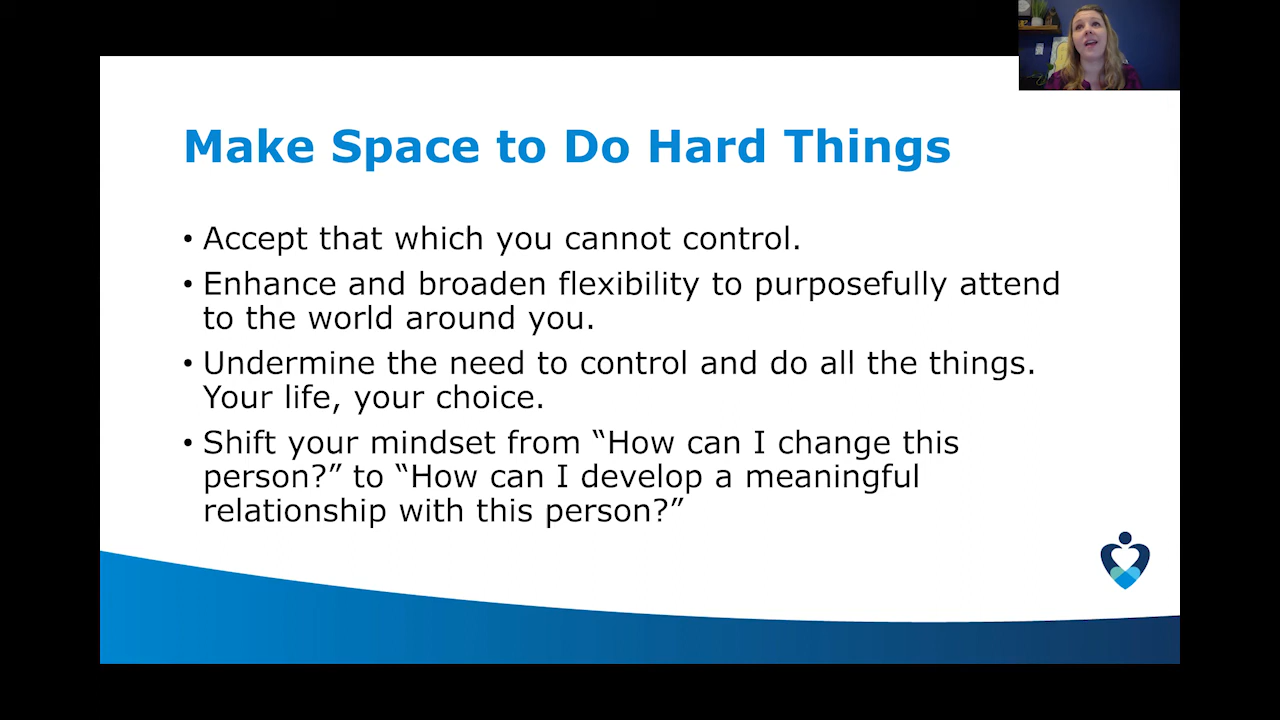 Make Space to Do Hard Things
• Accept that which you cannot control.
• Enhance and broaden flexibility to purposefully attend
to the world around you.
• Undermine the need to control and do all the things.
Your life, your choice.
• Shift your mindset from “How can I change this
person?” to “How can I develop a meaningful
relationship with this person?”